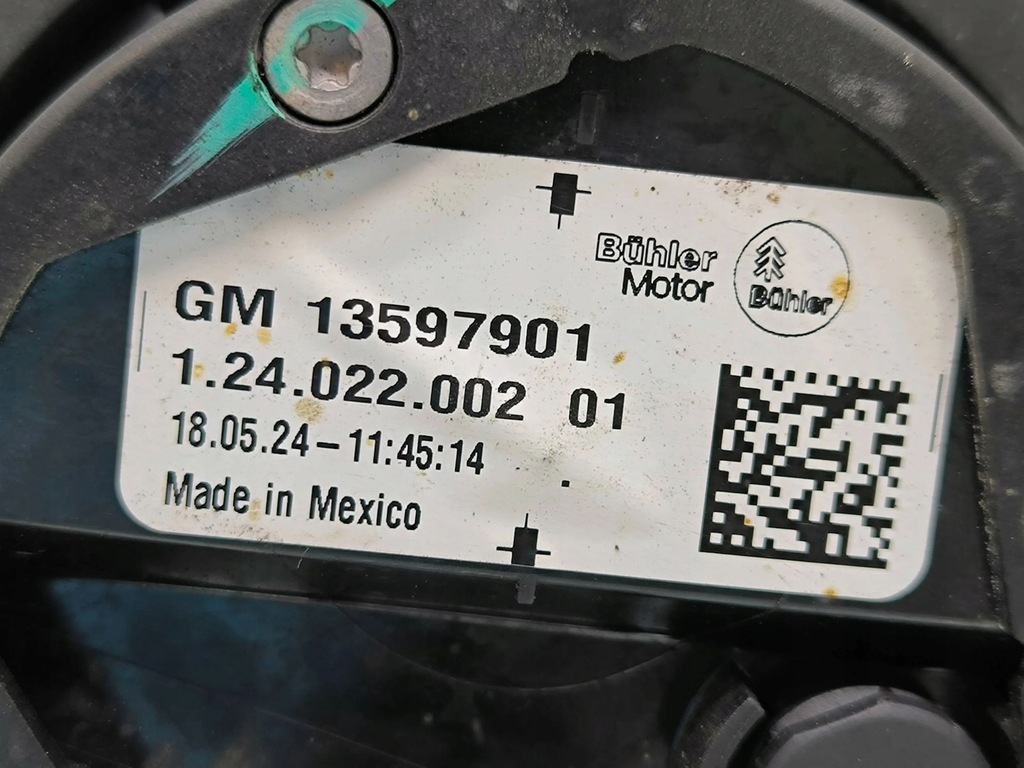 Bühler
Motor
Bühler
GM 13597901
1.24.022.002 01
18.05.24-11:45:14 .
Made in Mexico